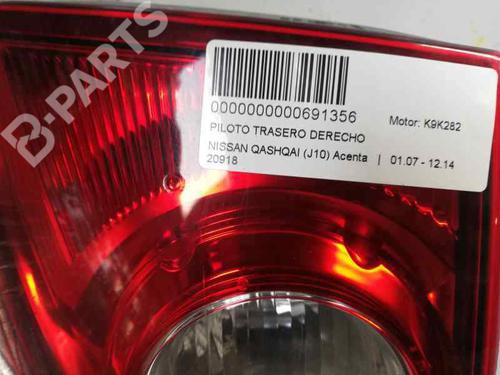 B-PARTS
0000000000691356
Motor: K9K282
PILOTO TRASERO DERECHO
NISSAN QASHQAI (J10) Acenta | 01.07 - 12.14
20918